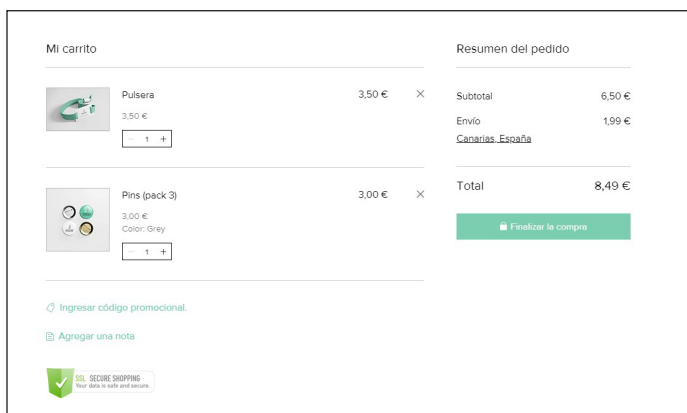 Mi carrito
Pulsera
3,50 €
3,50 €
×
− 1 +
Pins (pack 3)
3,00 €
3,00 €
×
Color: Grey
− 1 +
Ingresar código promocional.
Agregar una nota
SSL SECURE SHOPPING
Your data is safe and secure.
Resumen del pedido
Subtotal 6,50 €
Envío 1,99 €
Canarias, España
Total 8,49 €
Finalizar la compra